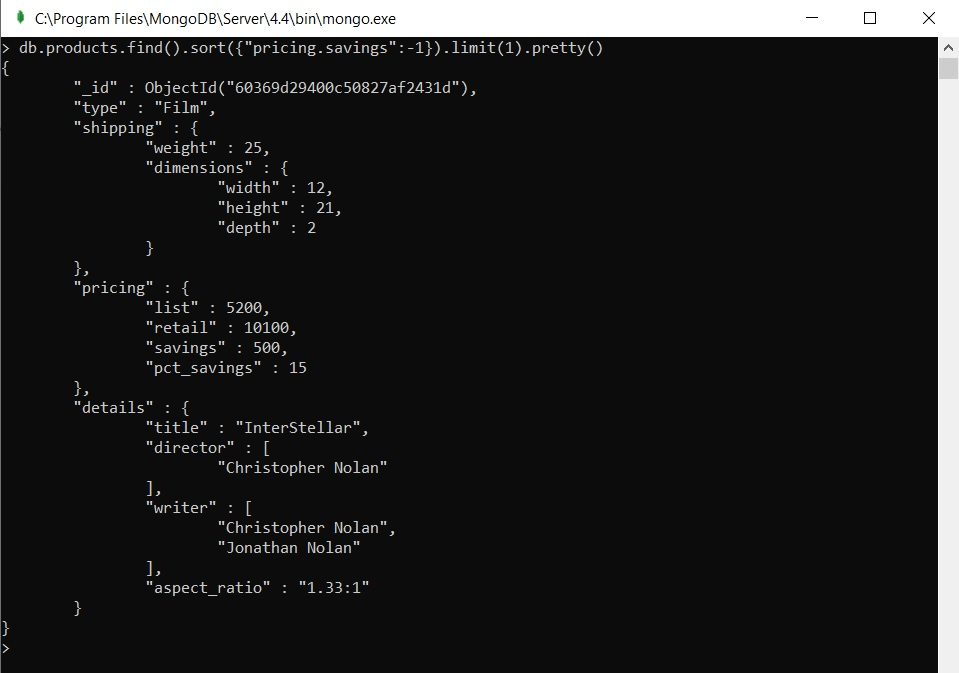 C:\Program Files\MongoDB\Server\4.4\bin\mongo.exe
> db.products.find().sort({"pricing.savings":-1}).limit(1).pretty()
{
        "_id" : ObjectId("60369d29400c50827af2431d"),
        "type" : "Film",
        "shipping" : {
                "weight" : 25,
                "dimensions" : {
                        "width" : 12,
                        "height" : 21,
                        "depth" : 2
                }
        },
        "pricing" : {
                "list" : 5200,
                "retail" : 10100,
                "savings" : 500,
                "pct_savings" : 15
        },
        "details" : {
                "title" : "InterStellar",
                "director" : [
                        "Christopher Nolan"
                ],
                "writer" : [
                        "Christopher Nolan",
                        "Jonathan Nolan"
                ],
                "aspect_ratio" : "1.33:1"
        }
}
>